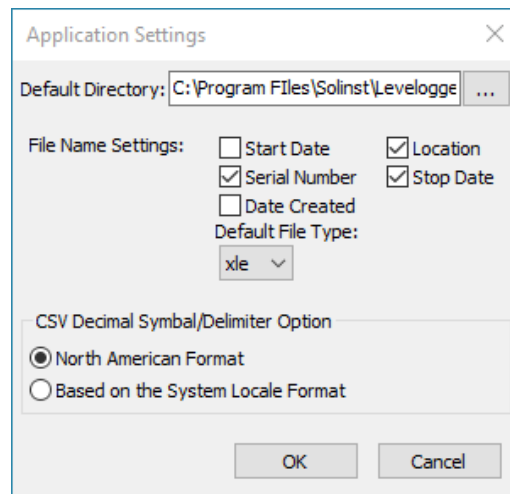 Application Settings
Default Directory: C:\Program FIles\Solinst\Levelogge ...
File Name Settings: Start Date Location
Serial Number Stop Date
Date Created
Default File Type:
xle
CSV Decimal Symbol/Delimiter Option
North American Format
Based on the System Locale Format
OK Cancel